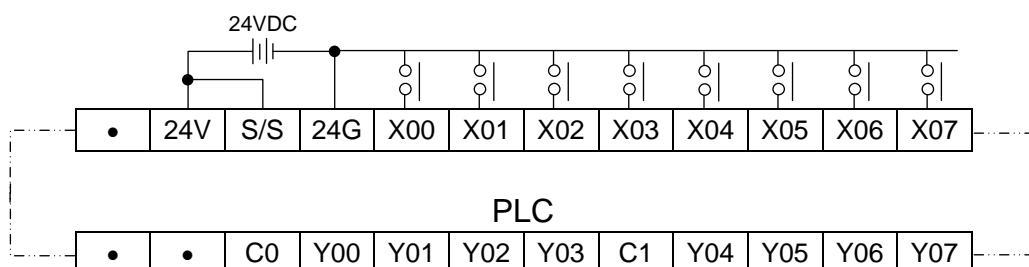 24VDC
• 24V S/S 24G X00 X01 X02 X03 X04 X05 X06 X07
PLC
• • C0 Y00 Y01 Y02 Y03 C1 Y04 Y05 Y06 Y07